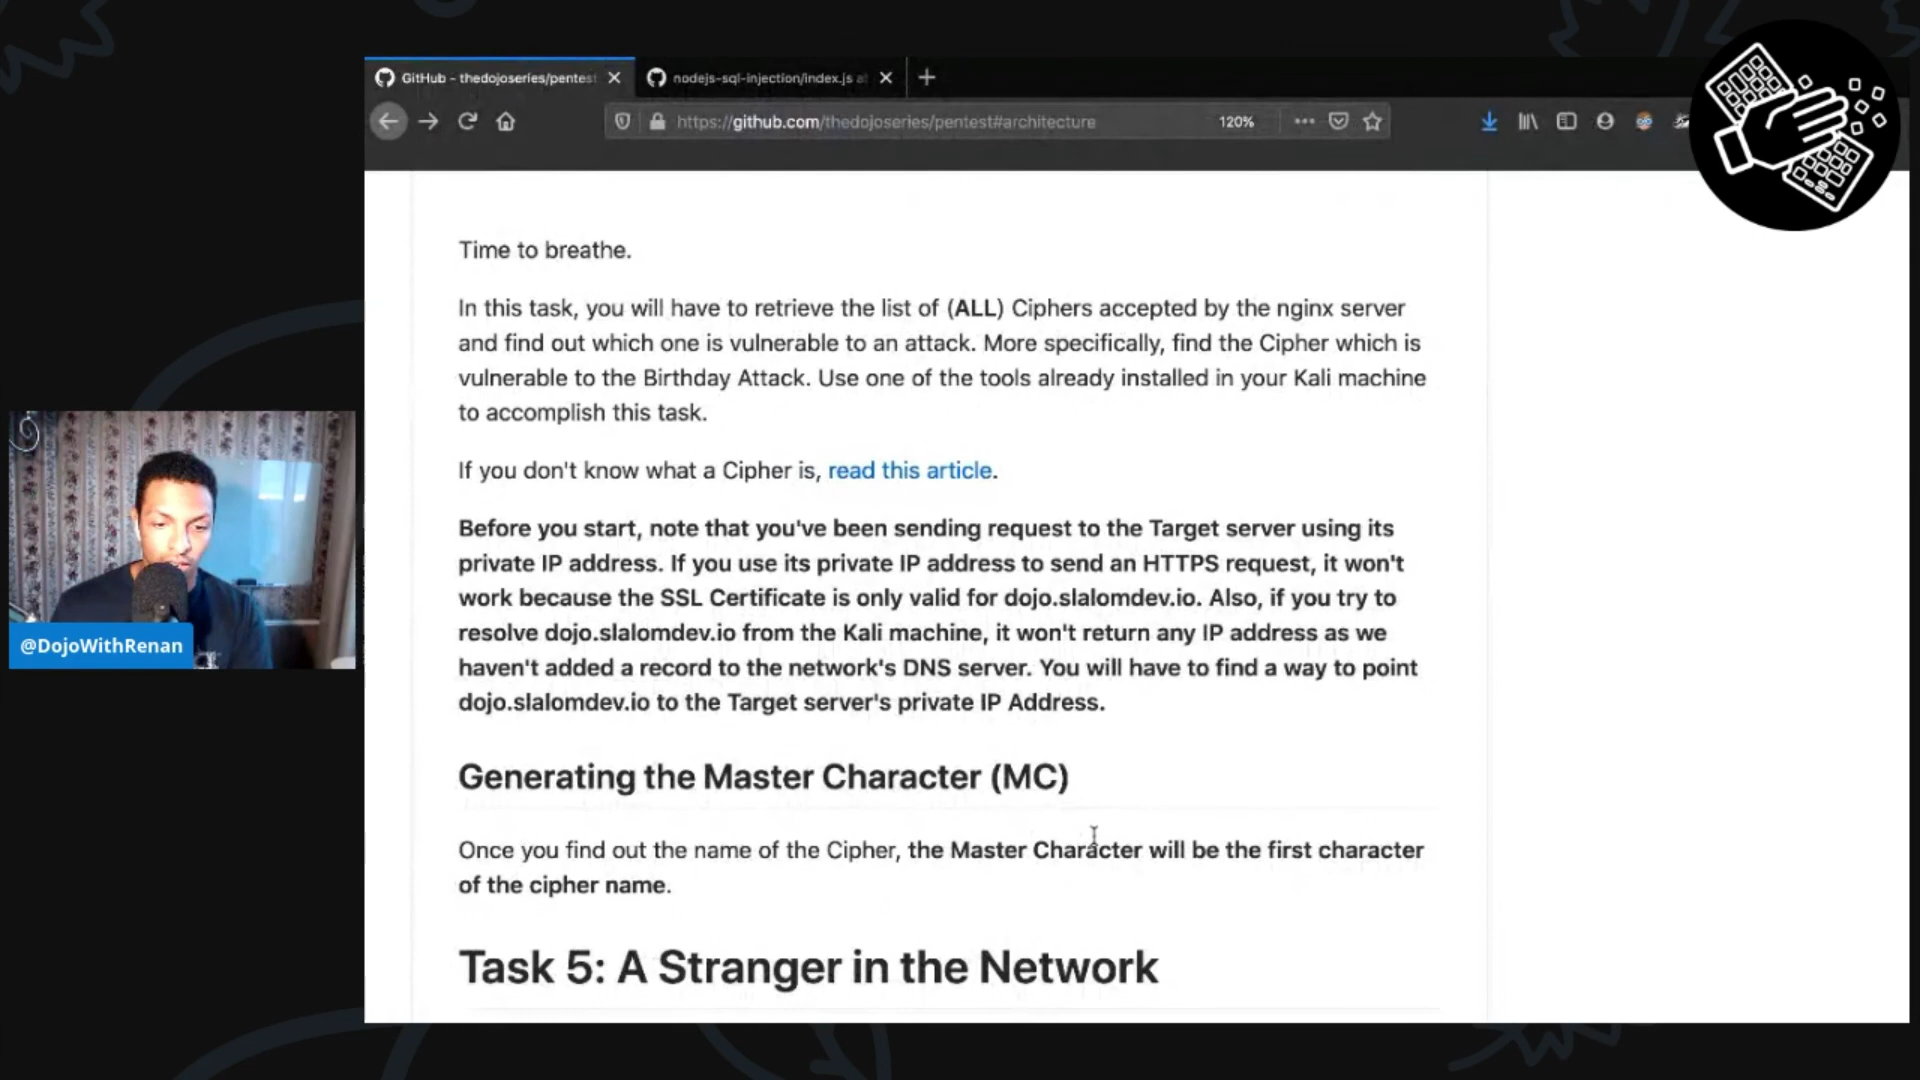 GitHub - thedojoseries/pentest
nodejs-sql-injection/index.js at
https://github.com/thedojoseries/pentest#architecture
120%
Time to breathe.
In this task, you will have to retrieve the list of (ALL) Ciphers accepted by the nginx server
and find out which one is vulnerable to an attack. More specifically, find the Cipher which is
vulnerable to the Birthday Attack. Use one of the tools already installed in your Kali machine
to accomplish this task.
If you don't know what a Cipher is, read this article.
Before you start, note that you've been sending request to the Target server using its
private IP address. If you use its private IP address to send an HTTPS request, it won't
work because the SSL Certificate is only valid for dojo.slalomdev.io. Also, if you try to
resolve dojo.slalomdev.io from the Kali machine, it won't return any IP address as we
haven't added a record to the network's DNS server. You will have to find a way to point
dojo.slalomdev.io to the Target server's private IP Address.
@DojoWithRenan
Generating the Master Character (MC)
Once you find out the name of the Cipher, the Master Character will be the first character
of the cipher name.
Task 5: A Stranger in the Network